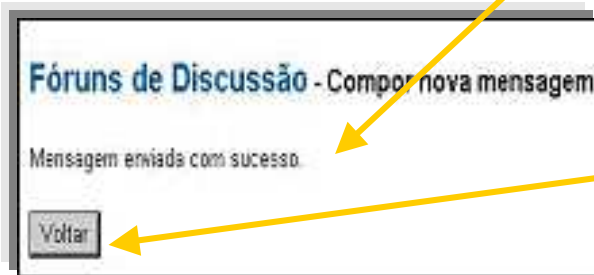 Fóruns de Discussão - Compor nova mensagem
Mensagem enviada com sucesso.
Voltar